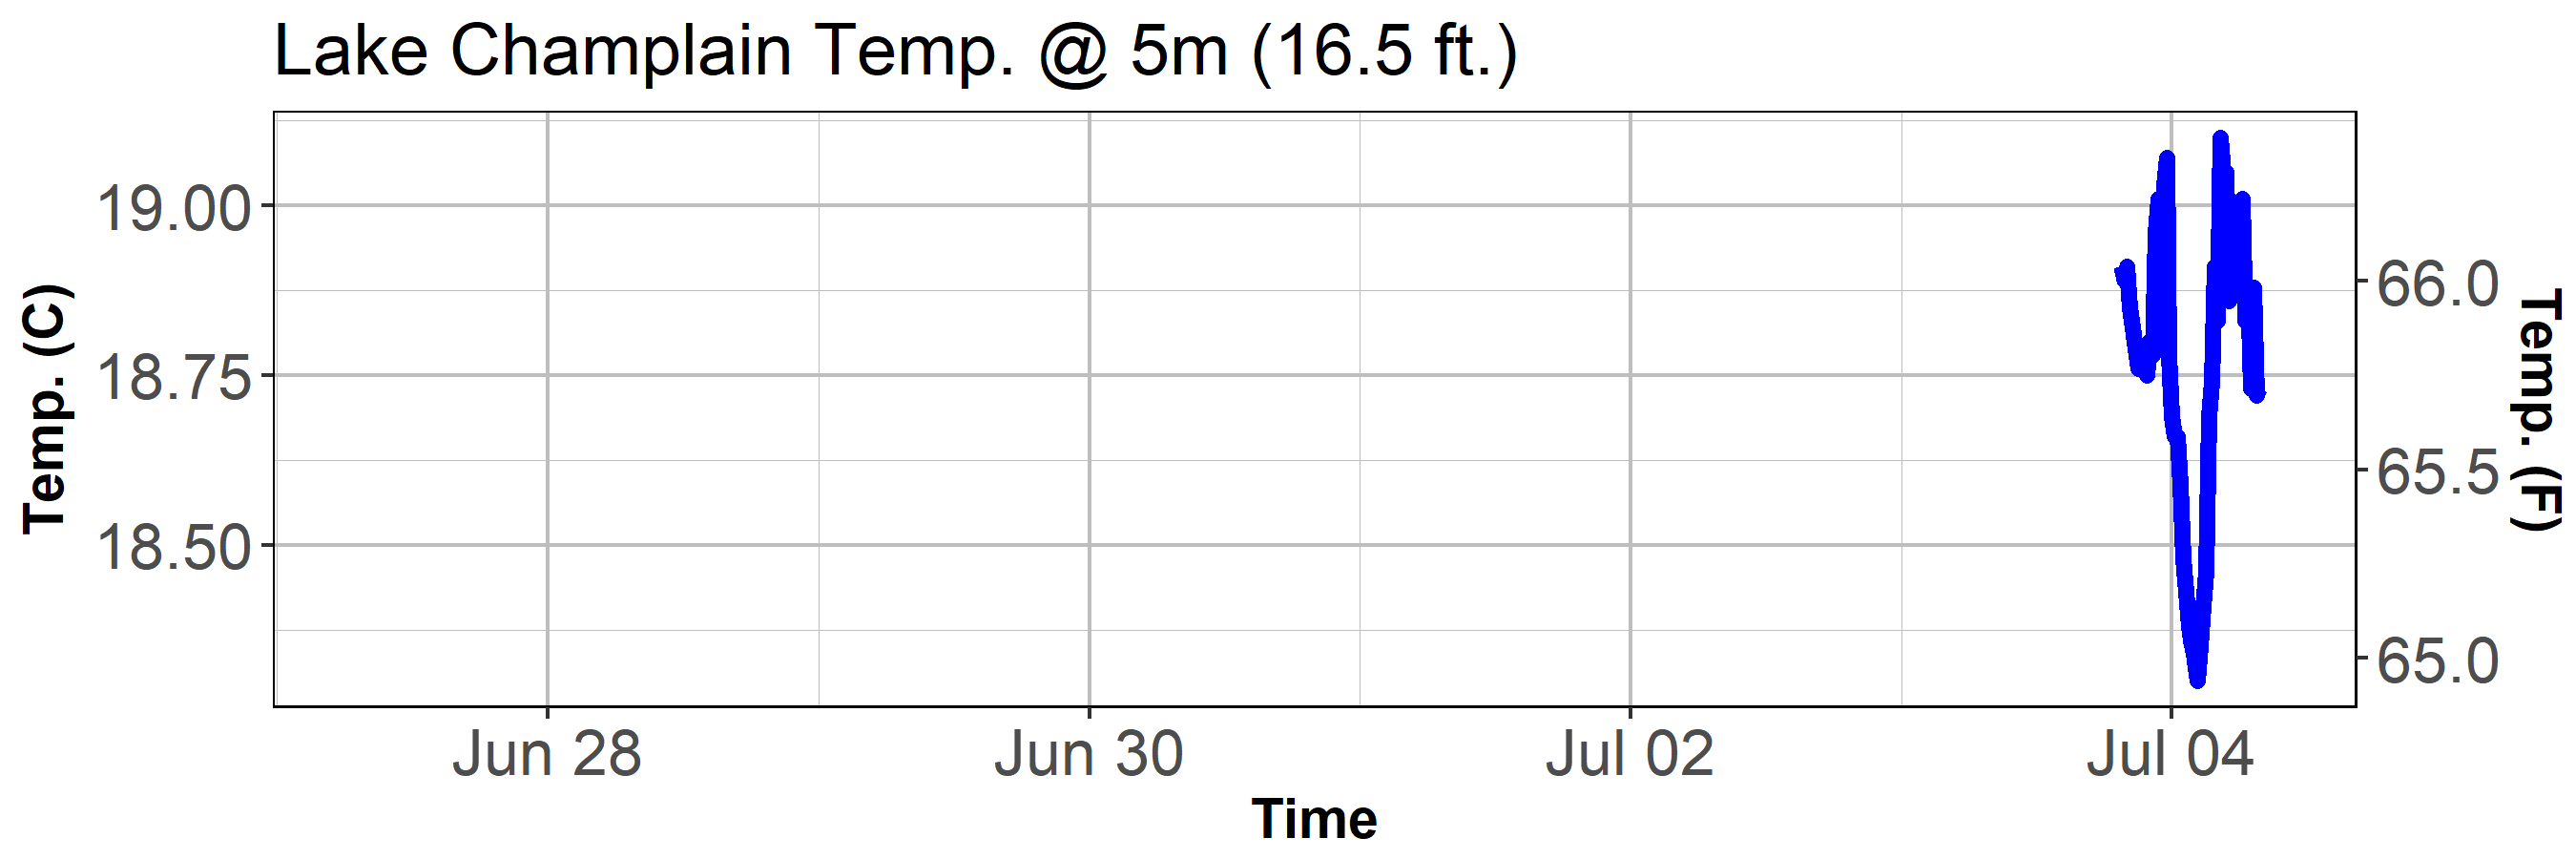 Lake Champlain Temp. @ 5m (16.5 ft.)
Temp. (C)
19.00
18.75
18.50
66.0
65.5
65.0
Temp. (F)
Jun 28 Jun 30 Jul 02 Jul 04
Time